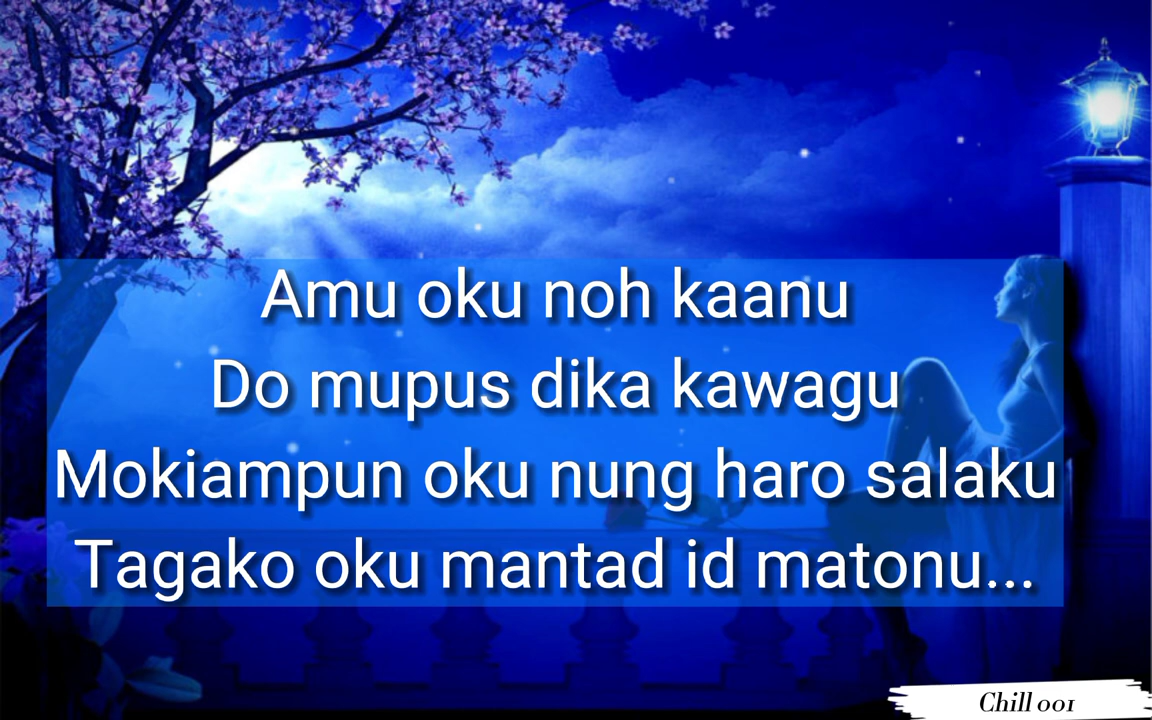 Amu oku noh kaanu
Do mupus dika kawagu
Mokiampun oku nung haro salaku
Tagako oku mantad id matonu...
Chill 001